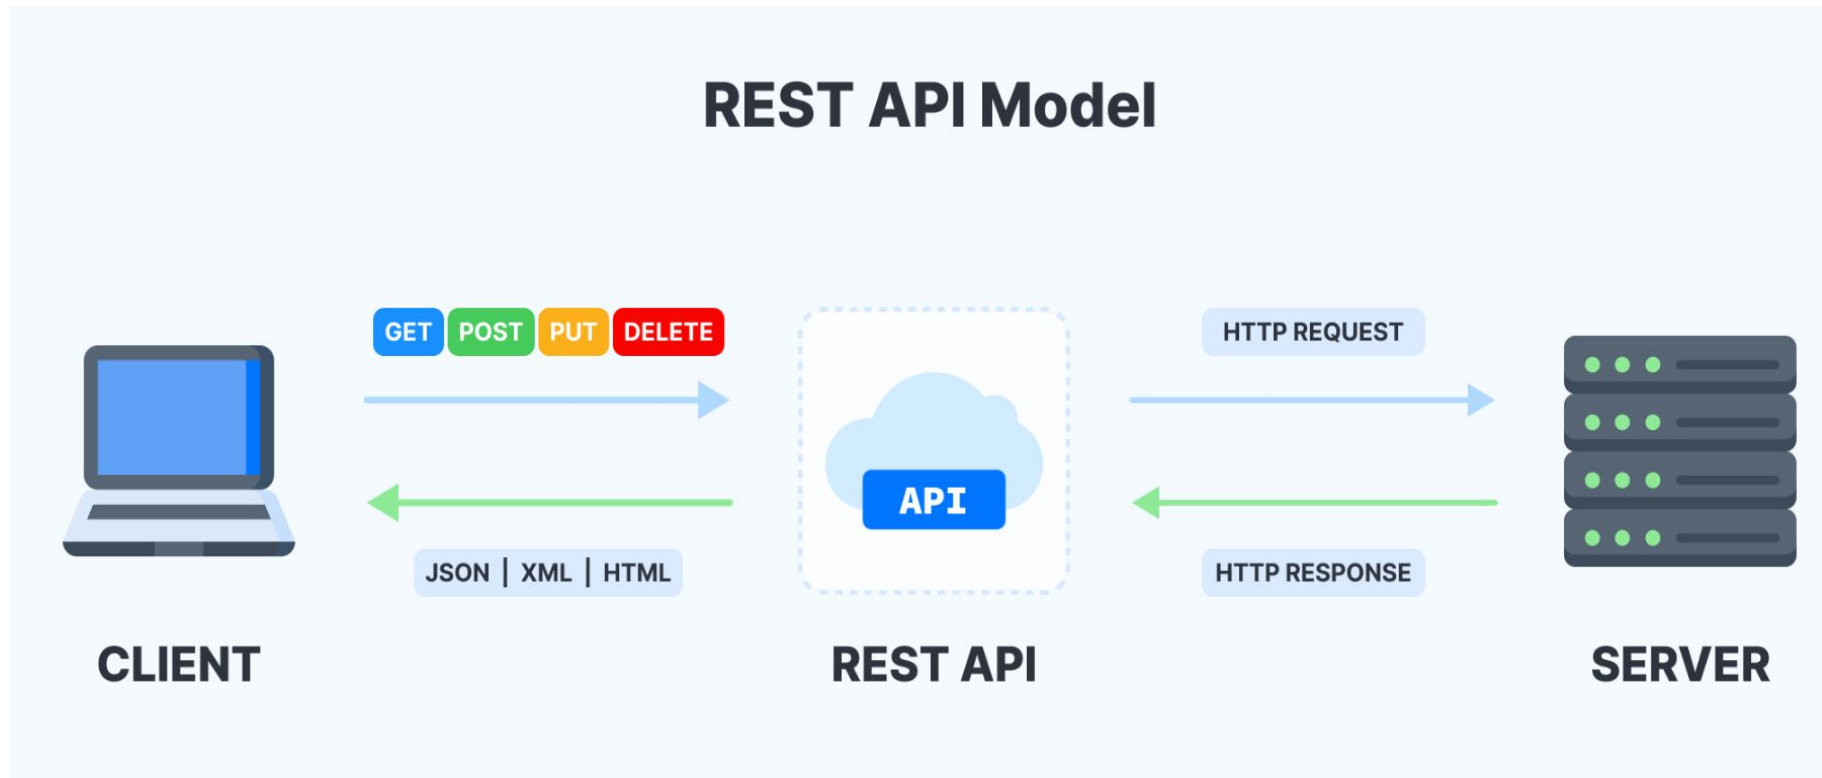 REST API Model
GET POST PUT DELETE
HTTP REQUEST
API
JSON | XML | HTML
HTTP RESPONSE
CLIENT
REST API
SERVER